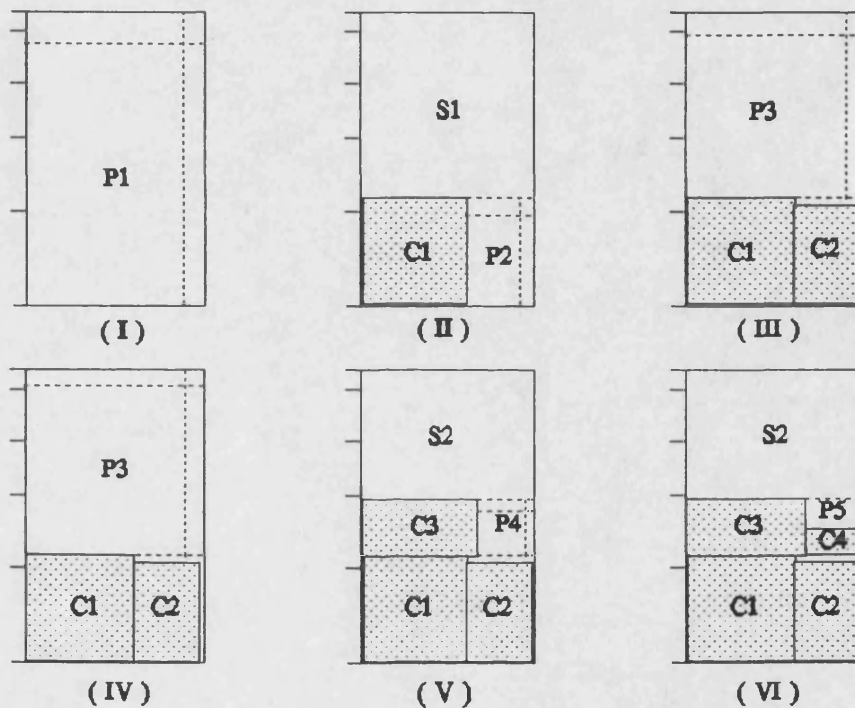 P1
S1
C1
P2
P3
C1
C2
( I )
( II )
( III )
P3
C1
C2
S2
C3
P4
C1
C2
S2
C3
P5
C4
C1
C2
( IV )
( V )
( VI )